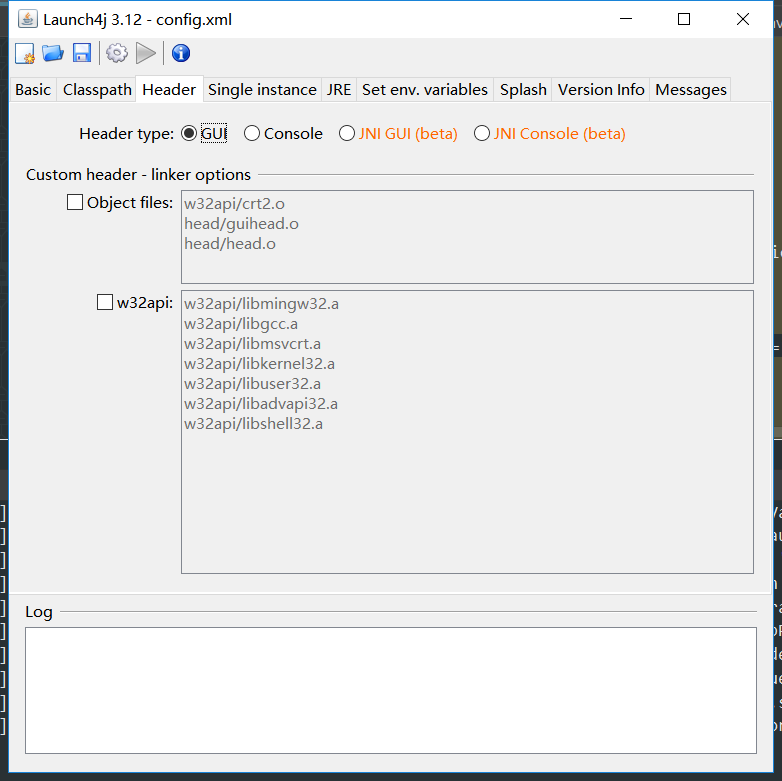 Launch4j 3.12 - config.xml
Basic Classpath Header Single instance JRE Set env. variables Splash Version Info Messages
Header type: GUI Console JNI GUI (beta) JNI Console (beta)
Custom header - linker options
Object files:
w32api/crt2.o
head/guihead.o
head/head.o
w32api:
w32api/libmingw32.a
w32api/libgcc.a
w32api/libmsvcrt.a
w32api/libkernel32.a
w32api/libuser32.a
w32api/libadvapi32.a
w32api/libshell32.a
Log